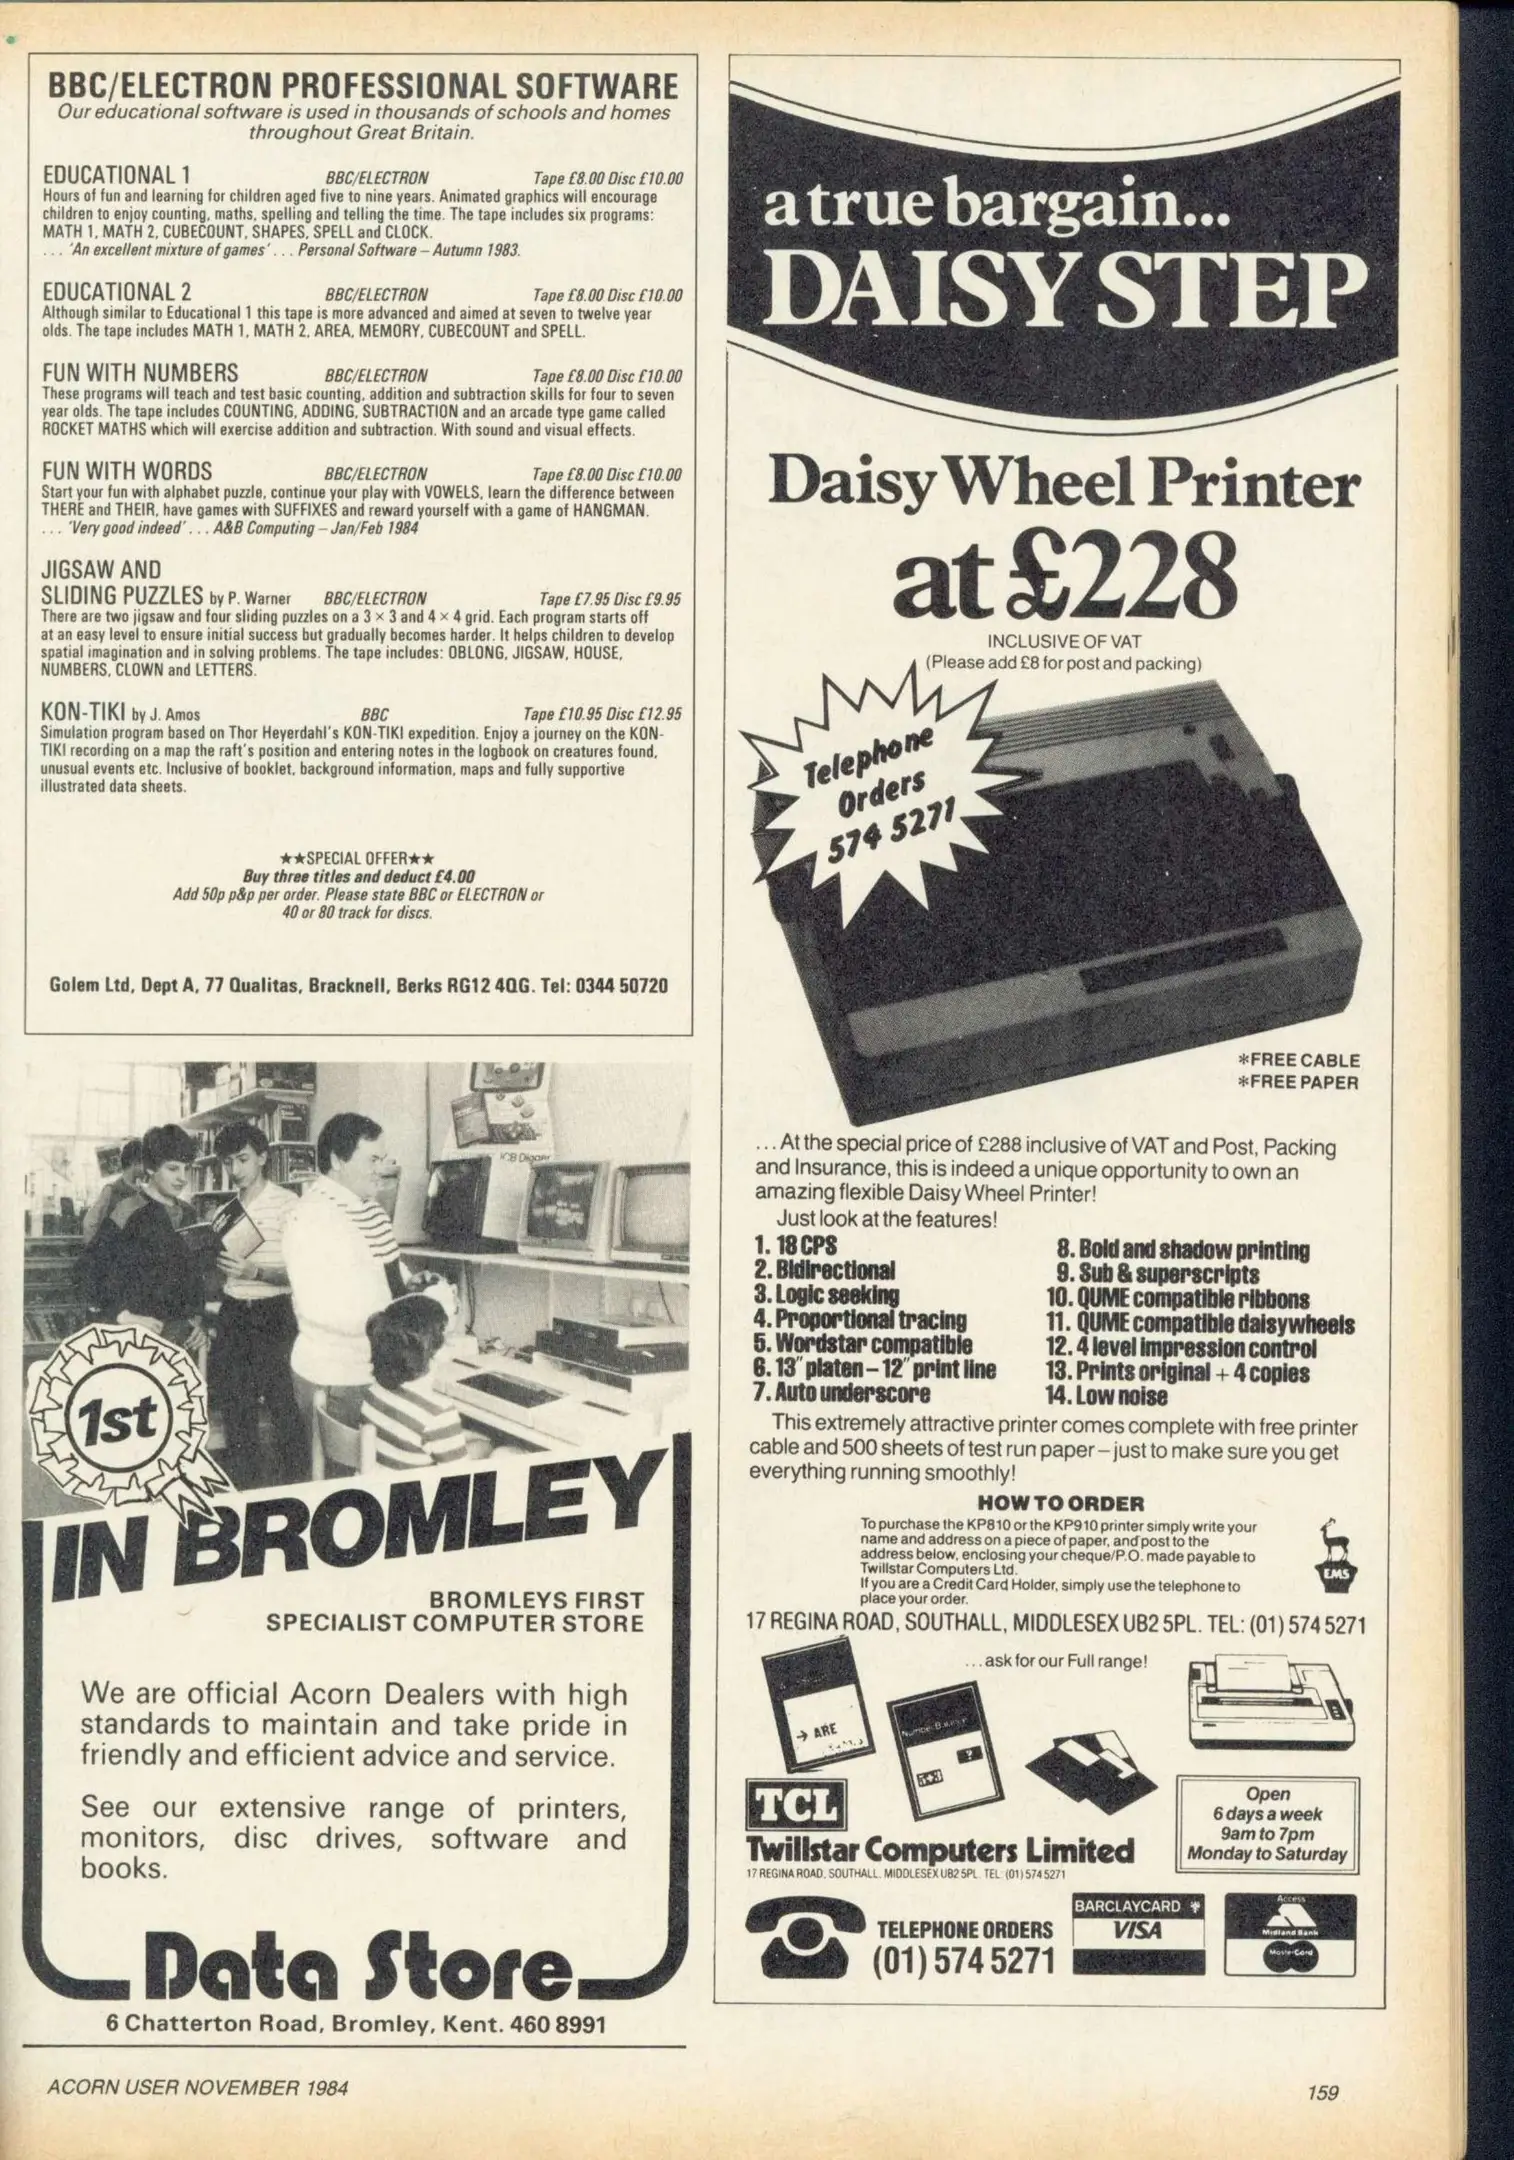 BBC/ELECTRON PROFESSIONAL SOFTWARE
Our educational software is used in thousands of schools and homes
throughout Great Britain.
EDUCATIONAL 1 BBC/ELECTRON Tape £8.00 Disc £10.00
Hours of fun and learning for children aged five to nine years. Animated graphics will encourage
children to enjoy counting, maths, spelling and telling the time. The tape includes six programs:
MATH 1, MATH 2, CUBECOUNT, SHAPES, SPELL and CLOCK.
... 'An excellent mixture of games' ... Personal Software – Autumn 1983.
EDUCATIONAL 2 BBC/ELECTRON Tape £8.00 Disc £10.00
Although similar to Educational 1 this tape is more advanced and aimed at seven to twelve year
olds. The tape includes MATH 1, MATH 2, AREA, MEMORY, CUBECOUNT and SPELL.
FUN WITH NUMBERS BBC/ELECTRON Tape £8.00 Disc £10.00
These programs will teach and test basic counting, addition and subtraction skills for four to seven
year olds. The tape includes COUNTING, ADDING, SUBTRACTION and an arcade type game called
ROCKET MATHS which will exercise addition and subtraction. With sound and visual effects.
FUN WITH WORDS BBC/ELECTRON Tape £8.00 Disc £10.00
Start your fun with alphabet puzzle, continue your play with VOWELS, learn the difference between
THERE and THEIR, have games with SUFFIXES and reward yourself with a game of HANGMAN.
... 'Very good indeed' ... A&B Computing – Jan/Feb 1984
JIGSAW AND
SLIDING PUZZLES by P. Warner BBC/ELECTRON Tape £7.95 Disc £9.95
There are two jigsaw and four sliding puzzles on a 3 × 3 and 4 × 4 grid. Each program starts off
at an easy level to ensure initial success but gradually becomes harder. It helps children to develop
spatial imagination and in solving problems. The tape includes: OBLONG, JIGSAW, HOUSE,
NUMBERS, CLOWN and LETTERS.
KON-TIKI by J. Amos BBC Tape £10.95 Disc £12.95
Simulation program based on Thor Heyerdahl's KON-TIKI expedition. Enjoy a journey on the KON-
TIKI recording on a map the raft's position and entering notes in the logbook on creatures found,
unusual events etc. Inclusive of booklet, background information, maps and fully supportive
illustrated data sheets.
★★SPECIAL OFFER★★
Buy three titles and deduct £4.00
Add 50p p&p per order. Please state BBC or ELECTRON or
40 or 80 track for discs.
Golem Ltd, Dept A, 77 Qualitas, Bracknell, Berks RG12 4QG. Tel: 0344 50720
1st
IN BROMLEY
BROMLEYS FIRST
SPECIALIST COMPUTER STORE
We are official Acorn Dealers with high
standards to maintain and take pride in
friendly and efficient advice and service.
See our extensive range of printers,
monitors, disc drives, software and
books.
Data Store
6 Chatterton Road, Bromley, Kent. 460 8991
a true bargain...
DAISY STEP
Daisy Wheel Printer
at £228
INCLUSIVE OF VAT
(Please add £8 for post and packing)
Telephone
Orders
574 5271
*FREE CABLE
*FREE PAPER
...At the special price of £288 inclusive of VAT and Post, Packing
and Insurance, this is indeed a unique opportunity to own an
amazing flexible Daisy Wheel Printer!
Just look at the features!
1. 18 CPS
2. Bidirectional
3. Logic seeking
4. Proportional tracing
5. Wordstar compatible
6. 13" platen – 12" print line
7. Auto underscore
8. Bold and shadow printing
9. Sub & superscripts
10. QUME compatible ribbons
11. QUME compatible daisywheels
12. 4 level impression control
13. Prints original + 4 copies
14. Low noise
This extremely attractive printer comes complete with free printer
cable and 500 sheets of test run paper – just to make sure you get
everything running smoothly!
HOW TO ORDER
To purchase the KP810 or the KP910 printer simply write your
name and address on a piece of paper, and post to the
address below, enclosing your cheque/P.O. made payable to
Twillstar Computers Ltd.
If you are a Credit Card Holder, simply use the telephone to
place your order.
EMS
17 REGINA ROAD, SOUTHALL, MIDDLESEX UB2 5PL. TEL: (01) 574 5271
...ask for our Full range!
→ ARE
?
TCL
Twillstar Computers Limited
17 REGINA ROAD, SOUTHALL, MIDDLESEX UB2 5PL. TEL: (01) 574 5271
Open
6 days a week
9am to 7pm
Monday to Saturday
TELEPHONE ORDERS
(01) 574 5271
BARCLAYCARD
VISA
Access
Midland Bank
MasterCard
ACORN USER NOVEMBER 1984
159